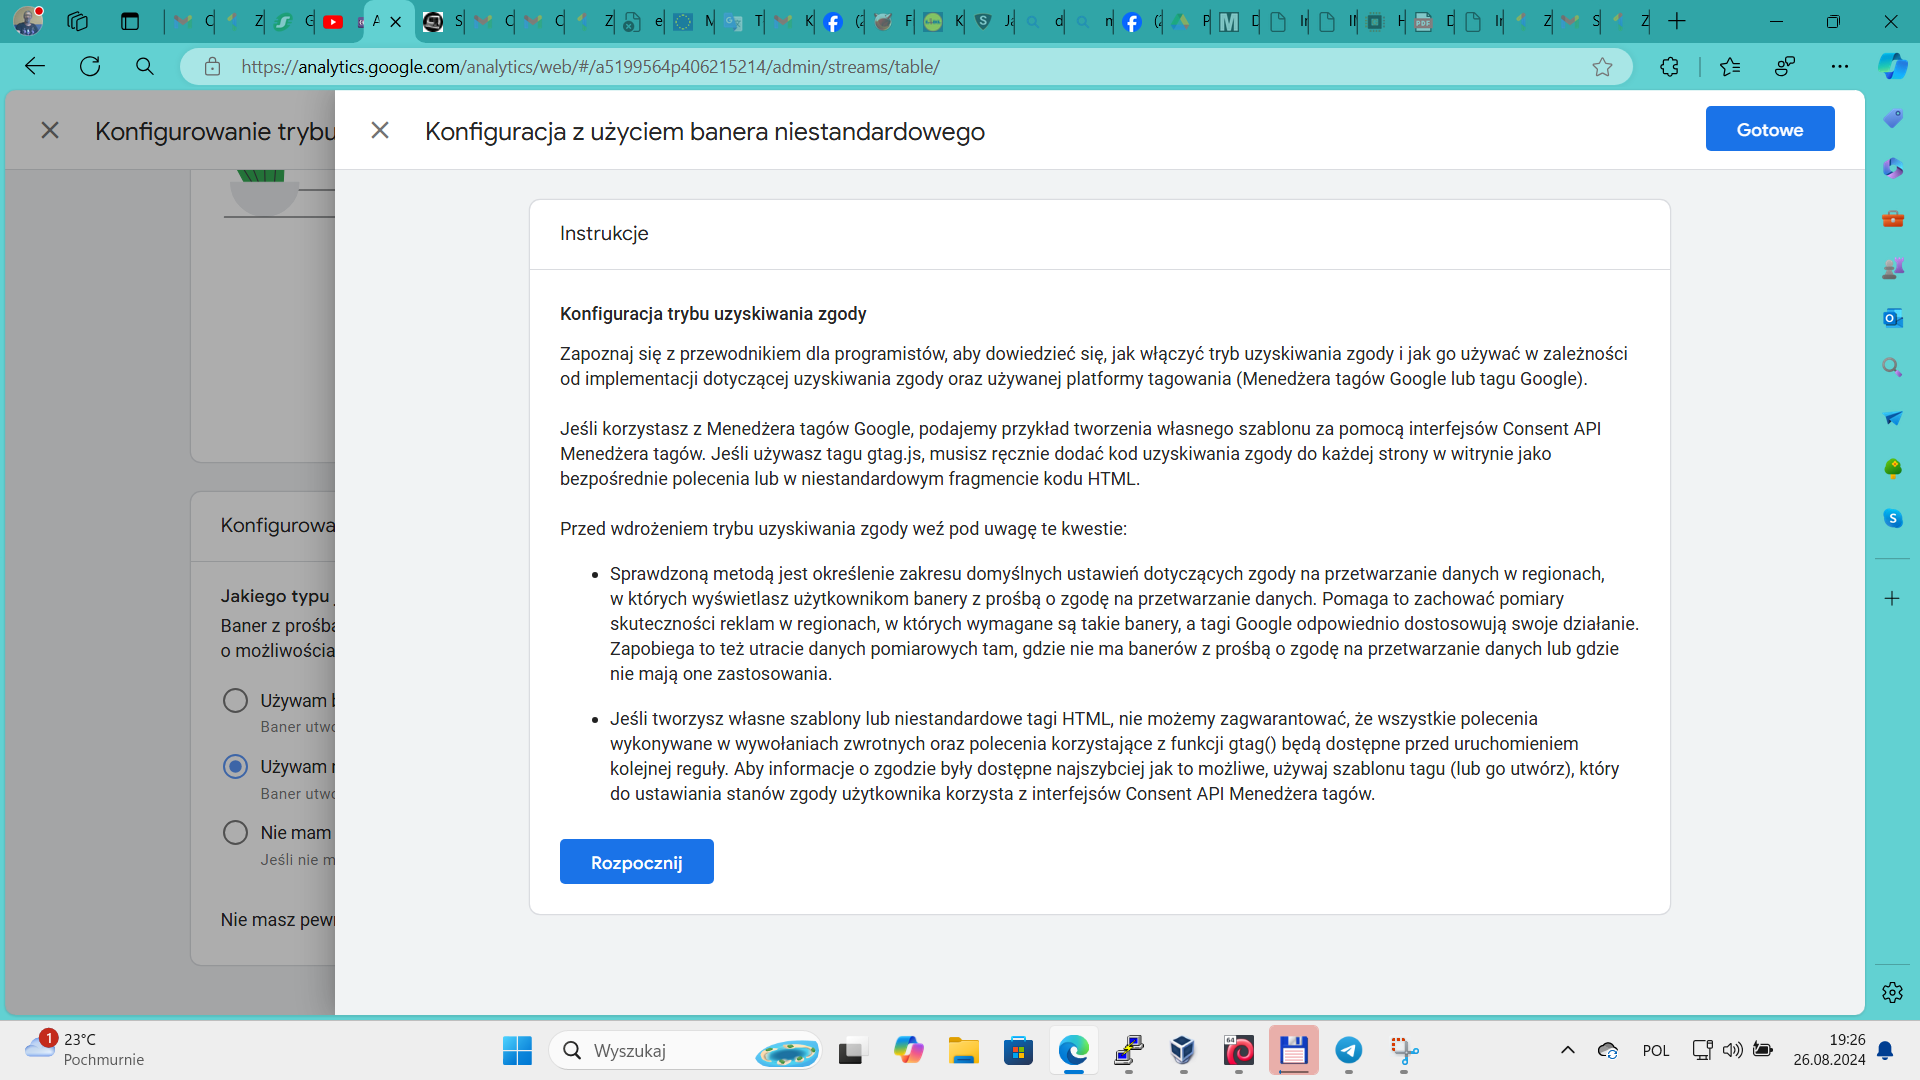 https://analytics.google.com/analytics/web/#/a5199564p406215214/admin/streams/table/
Konfigurowanie trybu
Konfiguracja z użyciem banera niestandardowego
Gotowe
Instrukcje
Konfiguracja trybu uzyskiwania zgody
Zapoznaj się z przewodnikiem dla programistów, aby dowiedzieć się, jak włączyć tryb uzyskiwania zgody i jak go używać w zależności
od implementacji dotyczącej uzyskiwania zgody oraz używanej platformy tagowania (Menedżera tagów Google lub tagu Google).
Jeśli korzystasz z Menedżera tagów Google, podajemy przykład tworzenia własnego szablonu za pomocą interfejsów Consent API
Menedżera tagów. Jeśli używasz tagu gtag.js, musisz ręcznie dodać kod uzyskiwania zgody do każdej strony w witrynie jako
bezpośrednie polecenia lub w niestandardowym fragmencie kodu HTML.
Przed wdrożeniem trybu uzyskiwania zgody weź pod uwagę te kwestie:
• Sprawdzoną metodą jest określenie zakresu domyślnych ustawień dotyczących zgody na przetwarzanie danych w regionach,
w których wyświetlasz użytkownikom banery z prośbą o zgodę na przetwarzanie danych. Pomaga to zachować pomiary
skuteczności reklam w regionach, w których wymagane są takie banery, a tagi Google odpowiednio dostosowują swoje działanie.
Zapobiega to też utracie danych pomiarowych tam, gdzie nie ma banerów z prośbą o zgodę na przetwarzanie danych lub gdzie
nie mają one zastosowania.
• Jeśli tworzysz własne szablony lub niestandardowe tagi HTML, nie możemy zagwarantować, że wszystkie polecenia
wykonywane w wywołaniach zwrotnych oraz polecenia korzystające z funkcji gtag() będą dostępne przed uruchomieniem
kolejnej reguły. Aby informacje o zgodzie były dostępne najszybciej jak to możliwe, używaj szablonu tagu (lub go utwórz), który
do ustawiania stanów zgody użytkownika korzysta z interfejsów Consent API Menedżera tagów.
Rozpocznij
Konfigurowa
Jakiego typu
Baner z prośbą
o możliwościa
Używam
Baner utwo
Używam
Baner utwo
Nie mam
Jeśli nie m
Nie masz pewn
1
23°C
Pochmurnie
Wyszukaj
64
POL
19:26
26.08.2024